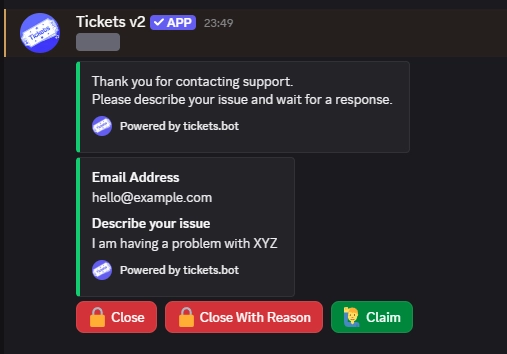 Tickets v2 ✓ APP 23:49
Thank you for contacting support.
Please describe your issue and wait for a response.
Powered by tickets.bot
Email Address
hello@example.com
Describe your issue
I am having a problem with XYZ
Powered by tickets.bot
Close Close With Reason Claim